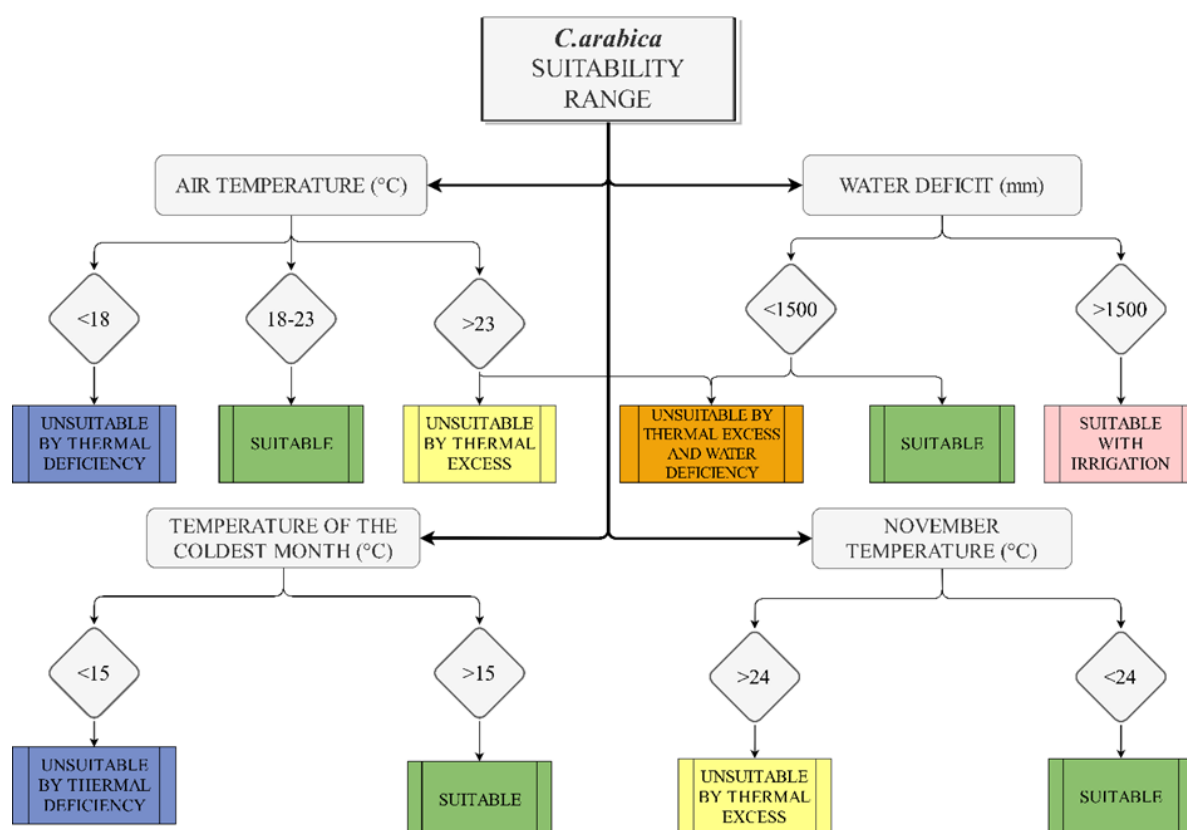 C.arabica
SUITABILITY
RANGE
AIR TEMPERATURE (°C)
WATER DEFICIT (mm)
<18
18-23
>23
<1500
>1500
UNSUITABLE
BY THERMAL
DEFICIENCY
SUITABLE
UNSUITABLE
BY THERMAL
EXCESS
UNSUITABLE BY
THERMAL EXCESS
AND WATER
DEFICIENCY
SUITABLE
SUITABLE
WITH
IRRIGATION
TEMPERATURE OF THE
COLDEST MONTH (°C)
NOVEMBER
TEMPERATURE (°C)
<15
>15
>24
<24
UNSUITABLE
BY THERMAL
DEFICIENCY
SUITABLE
UNSUITABLE
BY THERMAL
EXCESS
SUITABLE